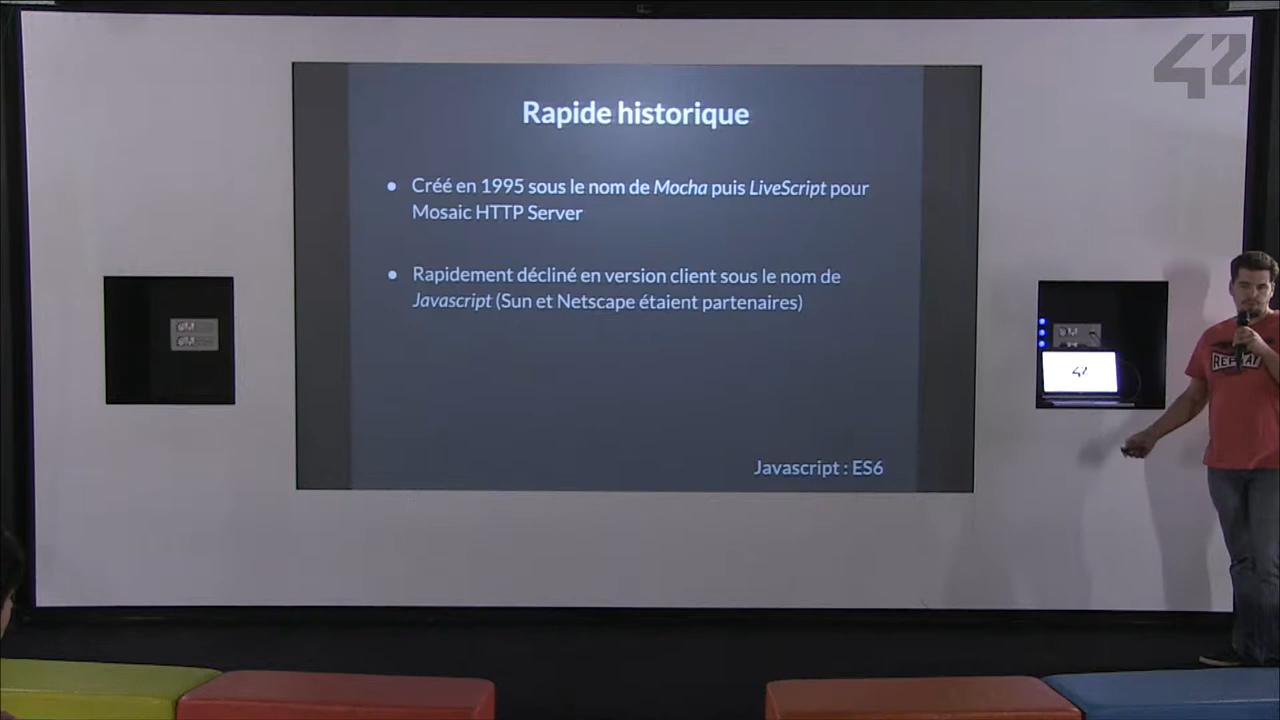 42
Rapide historique
● Créé en 1995 sous le nom de Mocha puis LiveScript pour
Mosaic HTTP Server
● Rapidement décliné en version client sous le nom de
Javascript (Sun et Netscape étaient partenaires)
Javascript : ES6
42